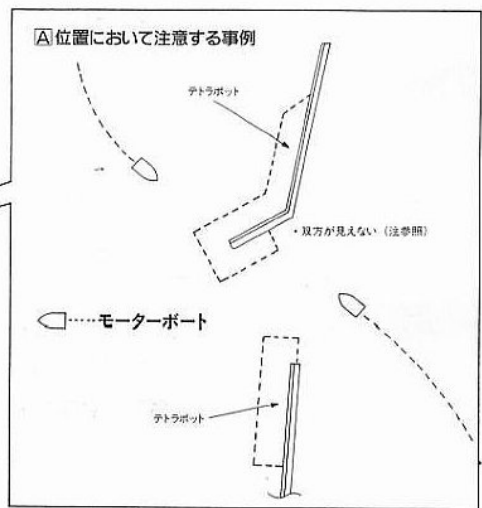 A 位置において注意する事例
テトラポット
・双方が見えない（注参照）
モーターボート
テトラポット